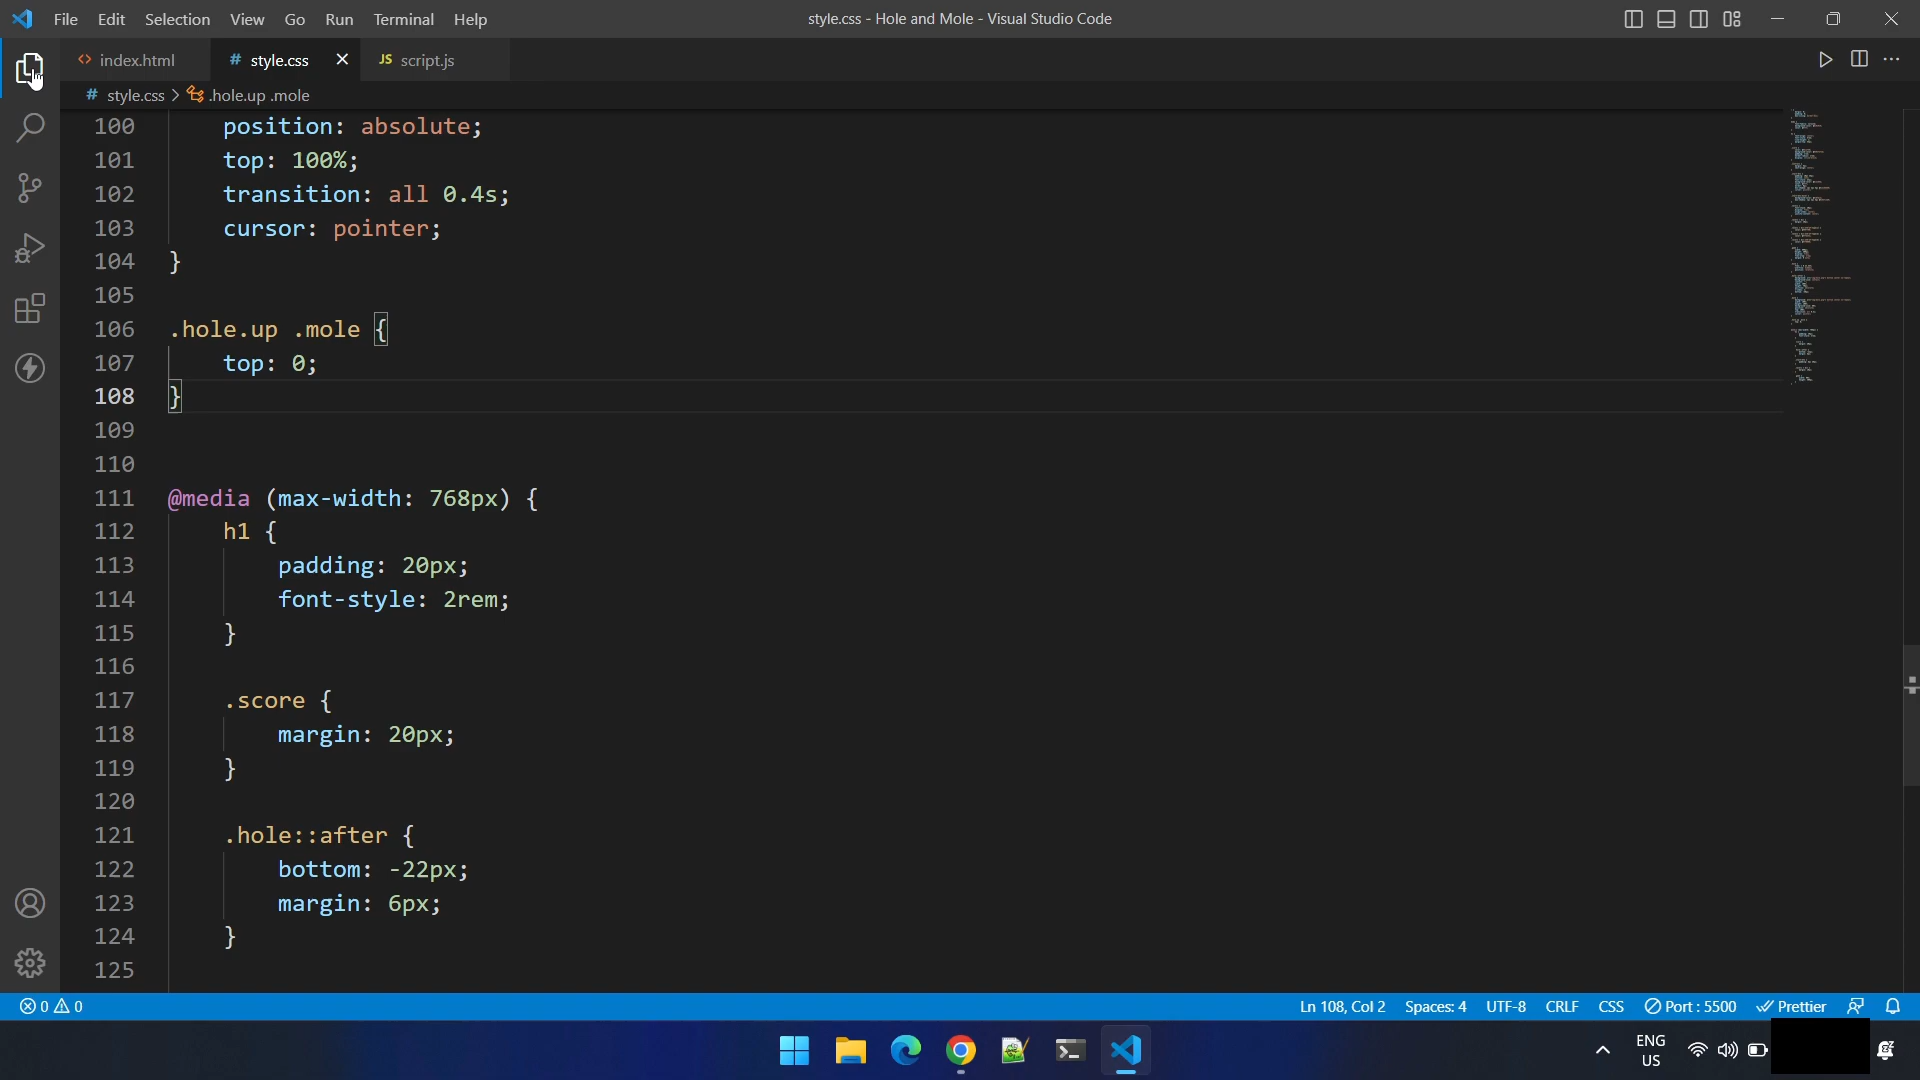 File Edit Selection View Go Run Terminal Help
style.css - Hole and Mole - Visual Studio Code
<> index.html
# style.css
JS script.js
# style.css > .hole.up .mole
100 position: absolute;
101 top: 100%;
102 transition: all 0.4s;
103 cursor: pointer;
104 }
105
106 .hole.up .mole {
107 top: 0;
108 }
109
110
111 @media (max-width: 768px) {
112 h1 {
113 padding: 20px;
114 font-style: 2rem;
115 }
116
117 .score {
118 margin: 20px;
119 }
120
121 .hole::after {
122 bottom: -22px;
123 margin: 6px;
124 }
125
0 0
Ln 108, Col 2 Spaces: 4 UTF-8 CRLF CSS Port : 5500 Prettier
ENG
US